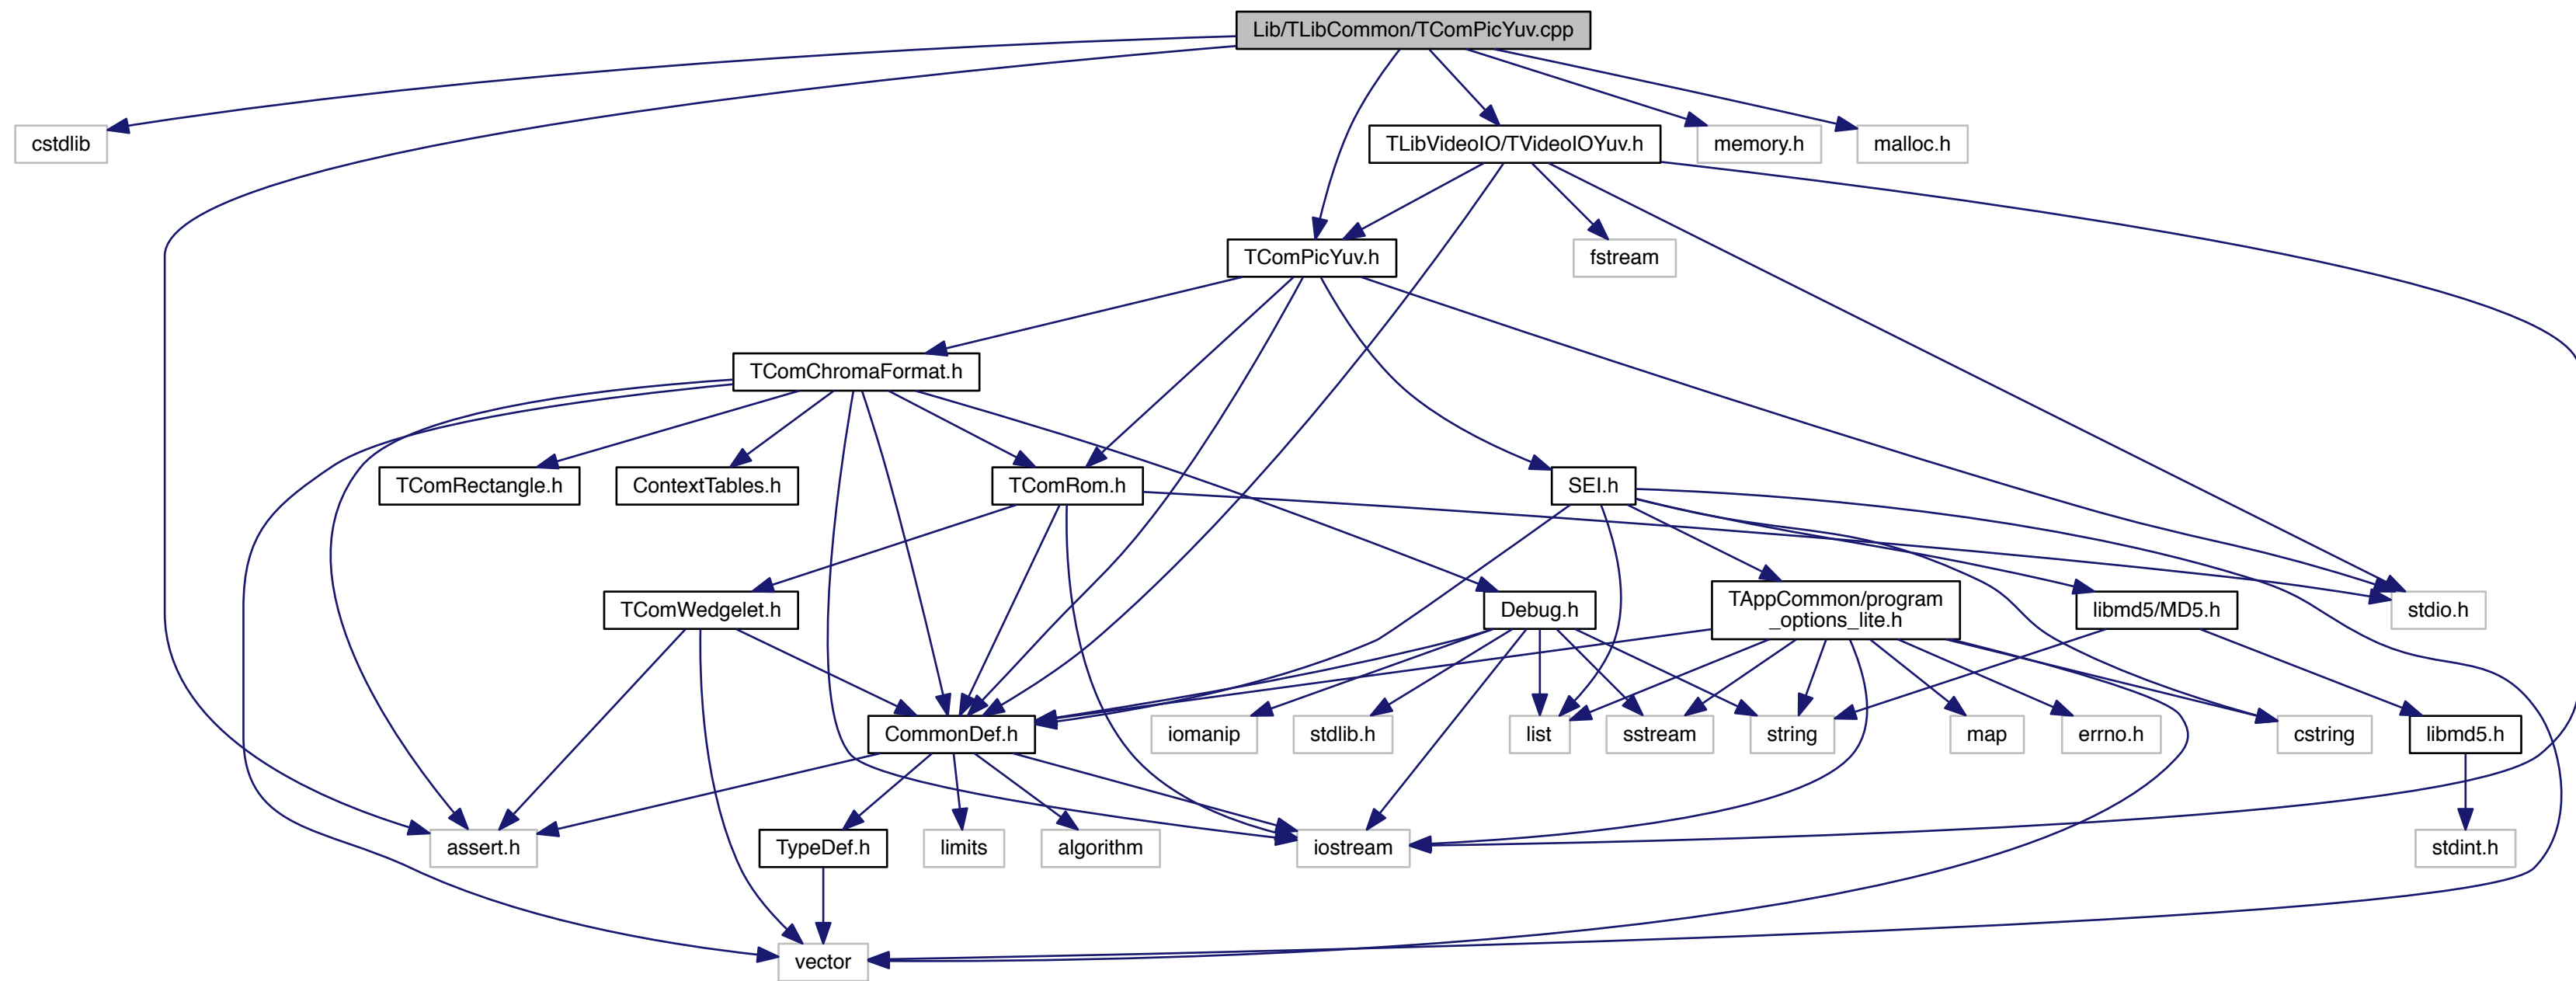 Lib/TLibCommon/TComPicYuv.cpp
cstdlib
TLibVideoIO/TVideoIOYuv.h
memory.h
malloc.h
TComPicYuv.h
fstream
TComChromaFormat.h
TComRectangle.h
ContextTables.h
TComRom.h
SEI.h
TComWedgelet.h
Debug.h
TAppCommon/program
_options_lite.h
libmd5/MD5.h
stdio.h
CommonDef.h
iomanip
stdlib.h
list
sstream
string
map
errno.h
cstring
libmd5.h
assert.h
TypeDef.h
limits
algorithm
iostream
stdint.h
vector